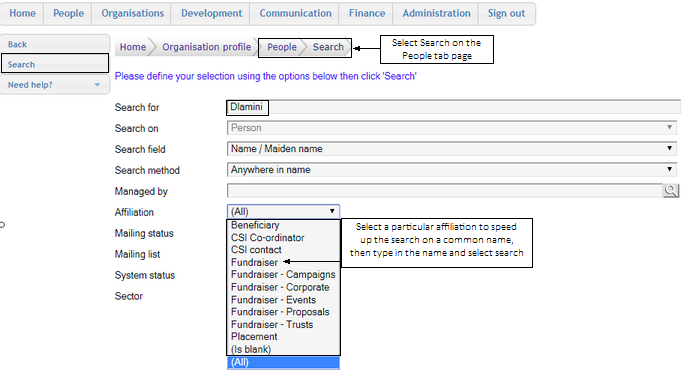 Home People Organisations Development Communication Finance Administration Sign out
Back
Search
Need help?
Home Organisation profile People Search
Select Search on the
People tab page
Please define your selection using the options below then click 'Search'
Search for Dlamini
Search on Person
Search field Name / Maiden name
Search method Anywhere in name
Managed by
Affiliation (All)
Mailing status
Mailing list
System status
Sector
Beneficiary
CSI Co-ordinator
CSI contact
Fundraiser
Fundraiser - Campaigns
Fundraiser - Corporate
Fundraiser - Events
Fundraiser - Proposals
Fundraiser - Trusts
Placement
(Is blank)
(All)
Select a particular affiliation to speed
up the search on a common name,
then type in the name and select search